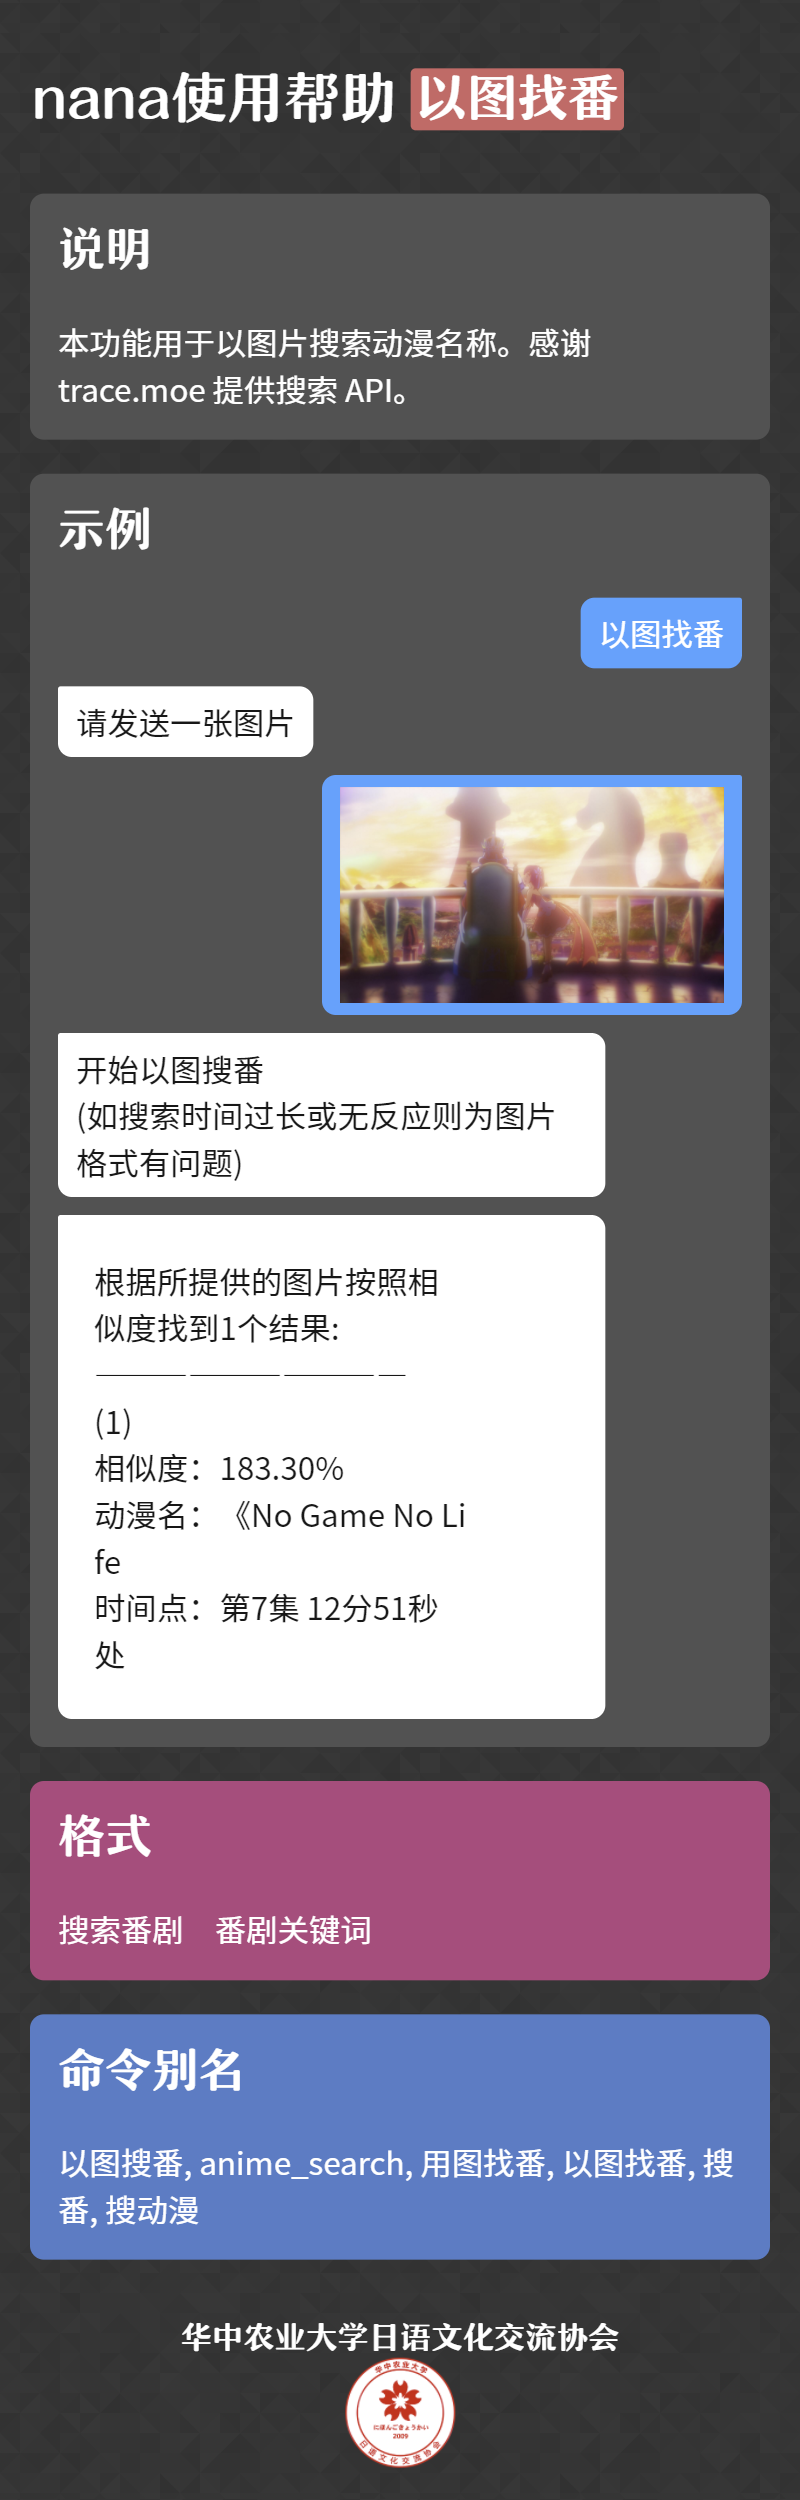 nana使用帮助 以图找番
说明
本功能用于以图片搜索动漫名称。感谢
trace.moe 提供搜索 API。
示例
以图找番
请发送一张图片
开始以图搜番
(如搜索时间过长或无反应则为图片
格式有问题)
根据所提供的图片按照相
似度找到1个结果:
——————————
(1)
相似度：183.30%
动漫名：《No Game No Li
fe
时间点：第7集 12分51秒
处
格式
搜索番剧　番剧关键词
命令别名
以图搜番, anime_search, 用图找番, 以图找番, 搜
番, 搜动漫
华中农业大学日语文化交流协会
华中农业大学
にほんごきょうかい
2009
日语文化交流协会